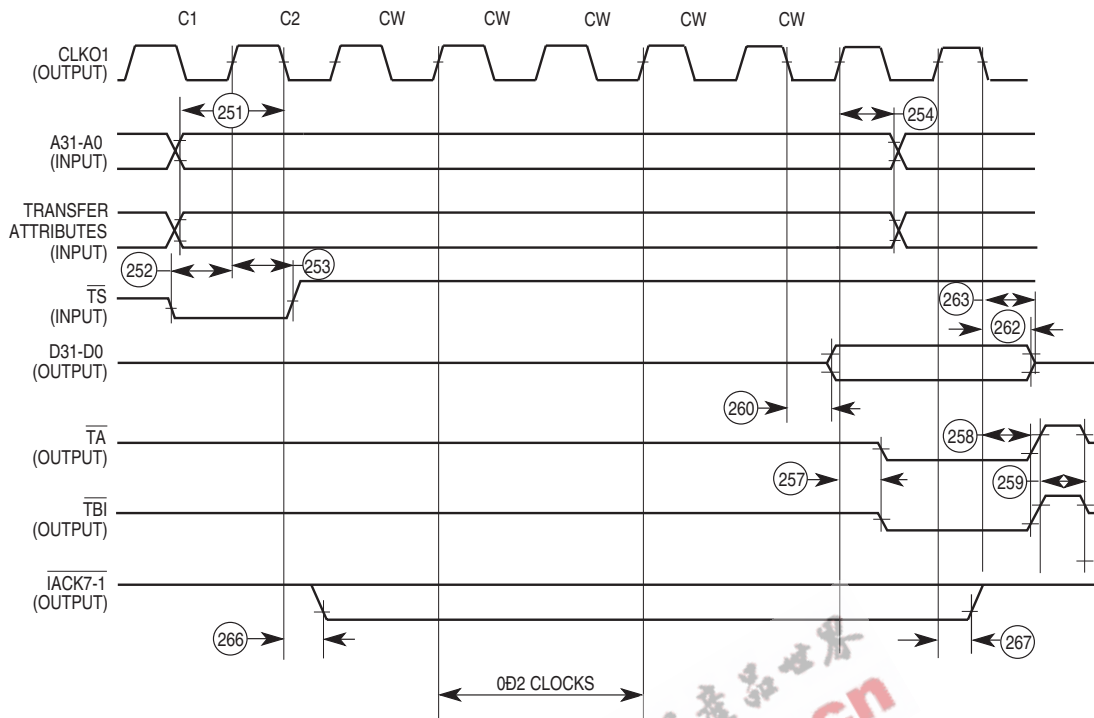 C1 C2 CW CW CW CW CW
CLKO1
(OUTPUT)
251
254
A31-A0
(INPUT)
TRANSFER
ATTRIBUTES
(INPUT)
252
253
TS
(INPUT)
263
262
D31-D0
(OUTPUT)
260
TA
(OUTPUT)
258
257
259
TBI
(OUTPUT)
IACK7-1
(OUTPUT)
266
267
0Ð2 CLOCKS